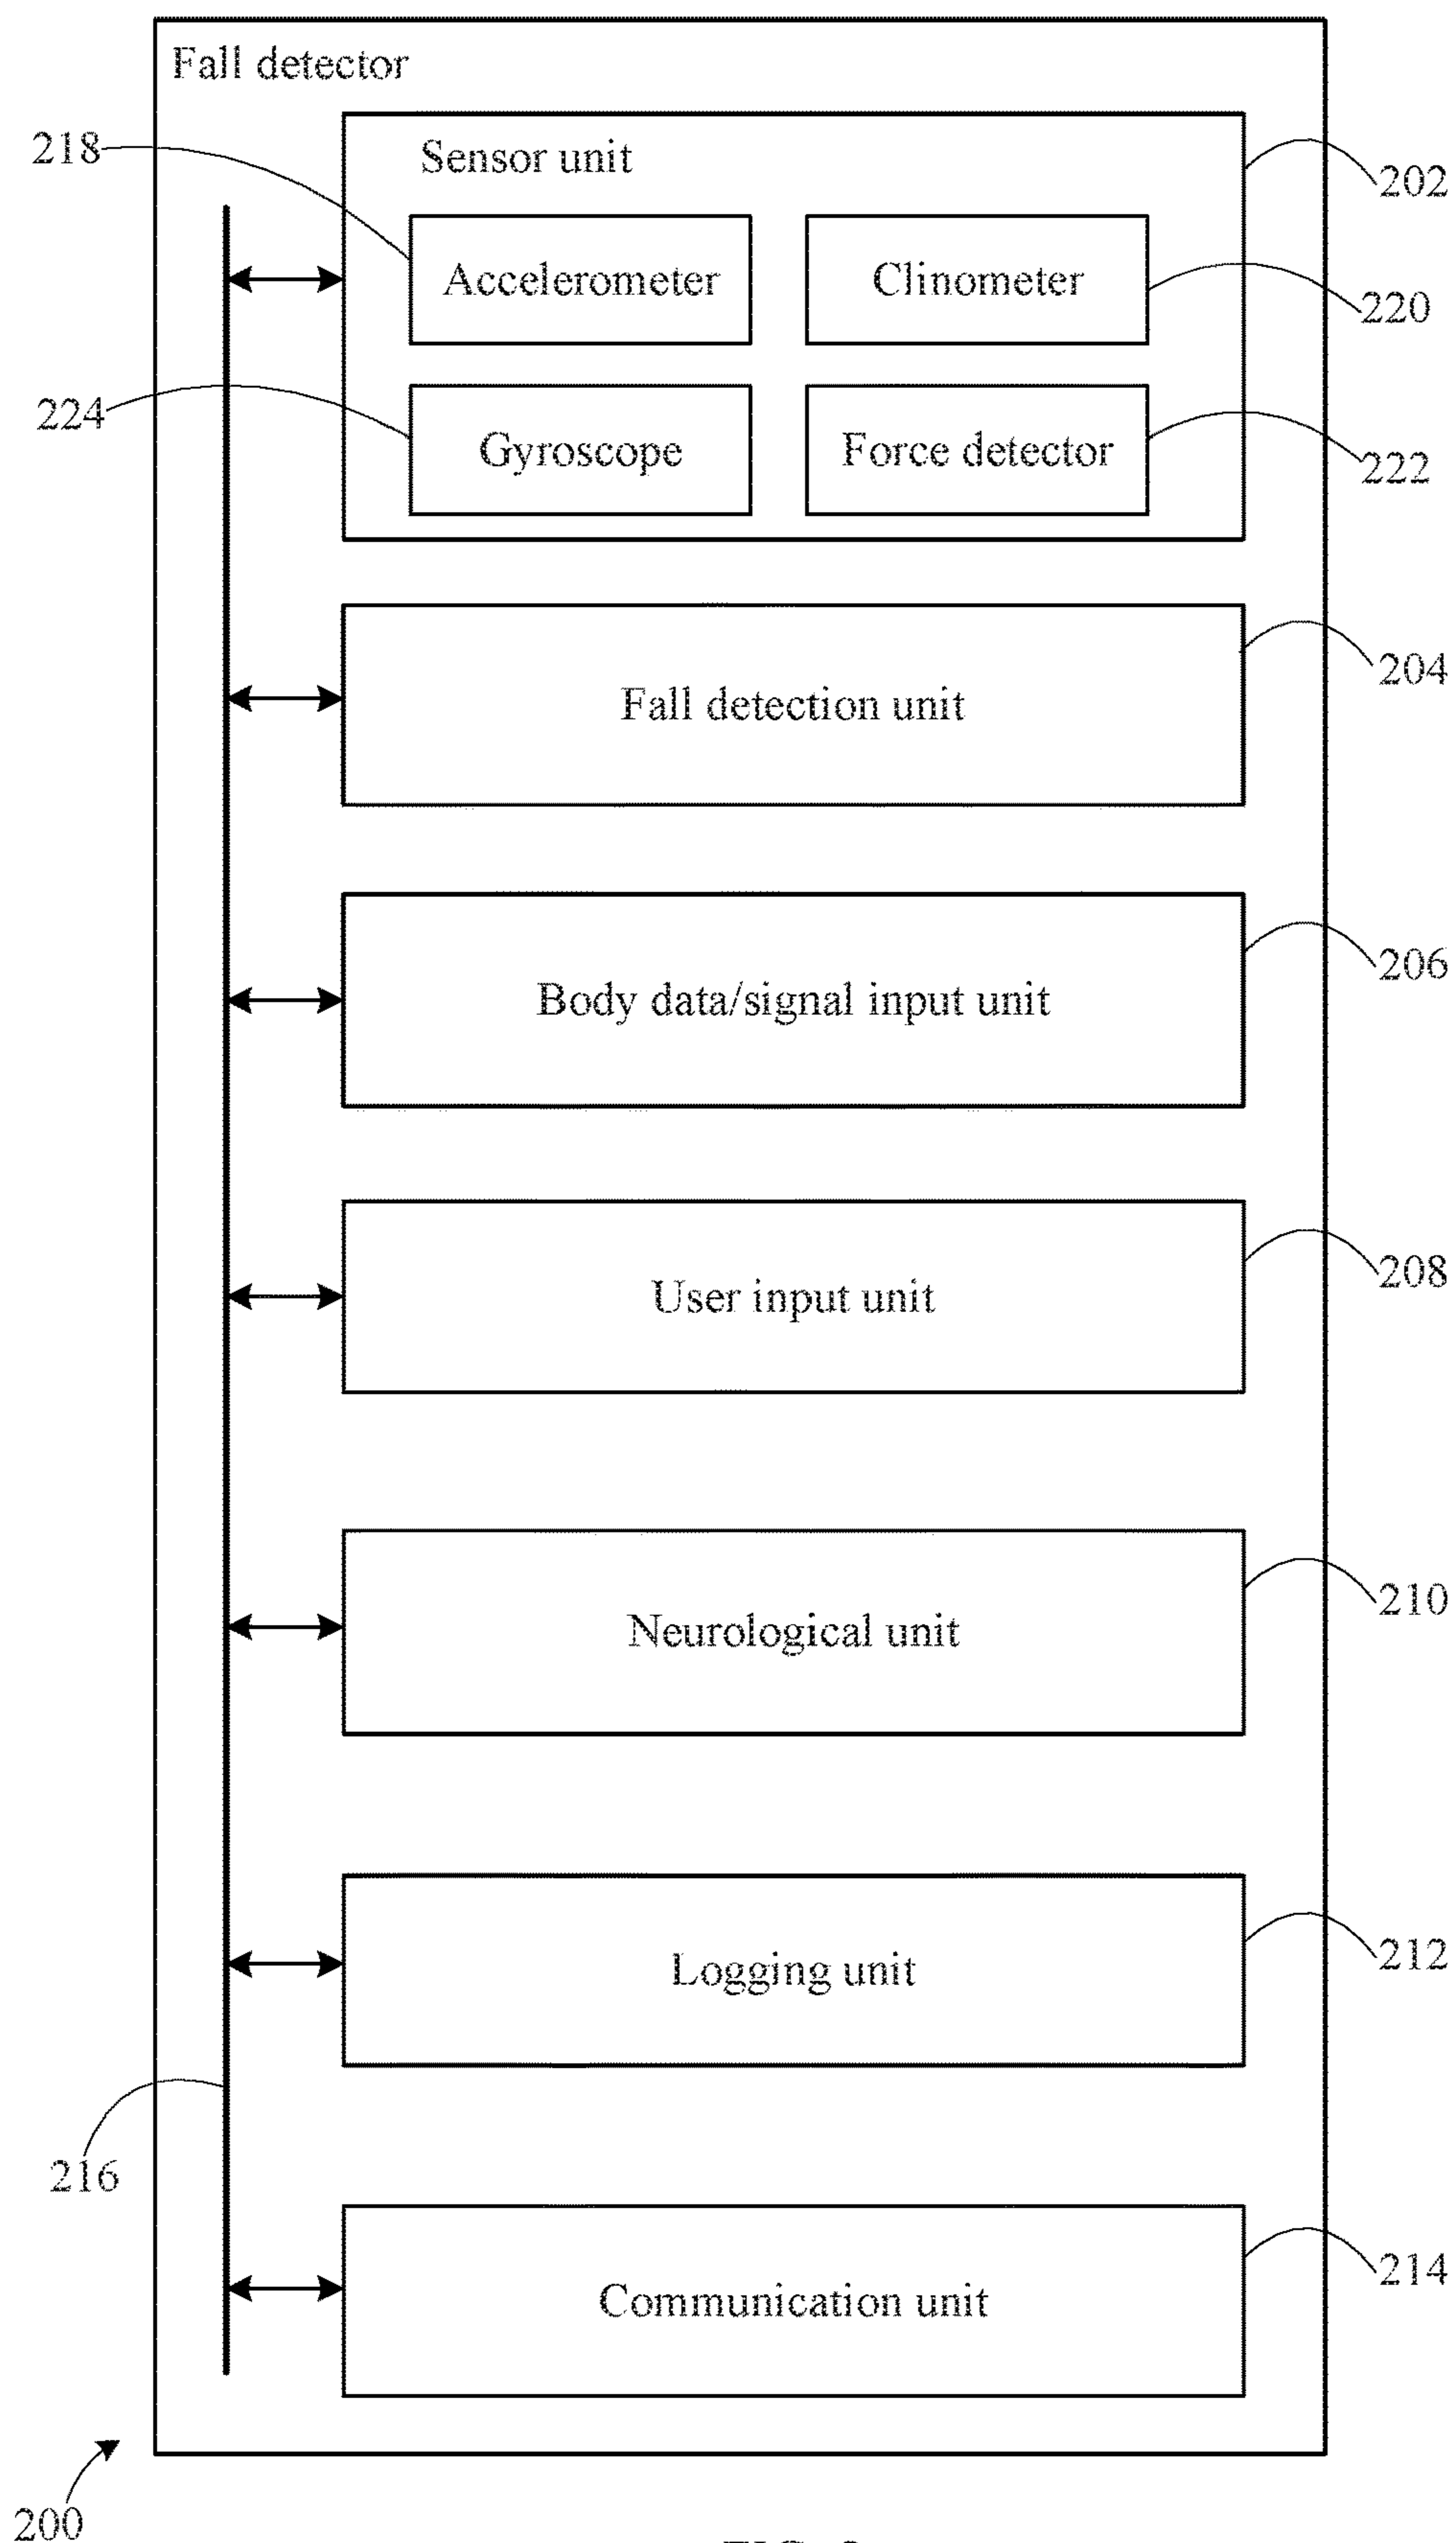 Fall detector
218
Sensor unit
202
Accelerometer
Clinometer
220
224
Gyroscope
Force detector
222
204
Fall detection unit
206
Body data/signal input unit
208
User input unit
210
Neurological unit
212
Logging unit
216
214
Communication unit
200